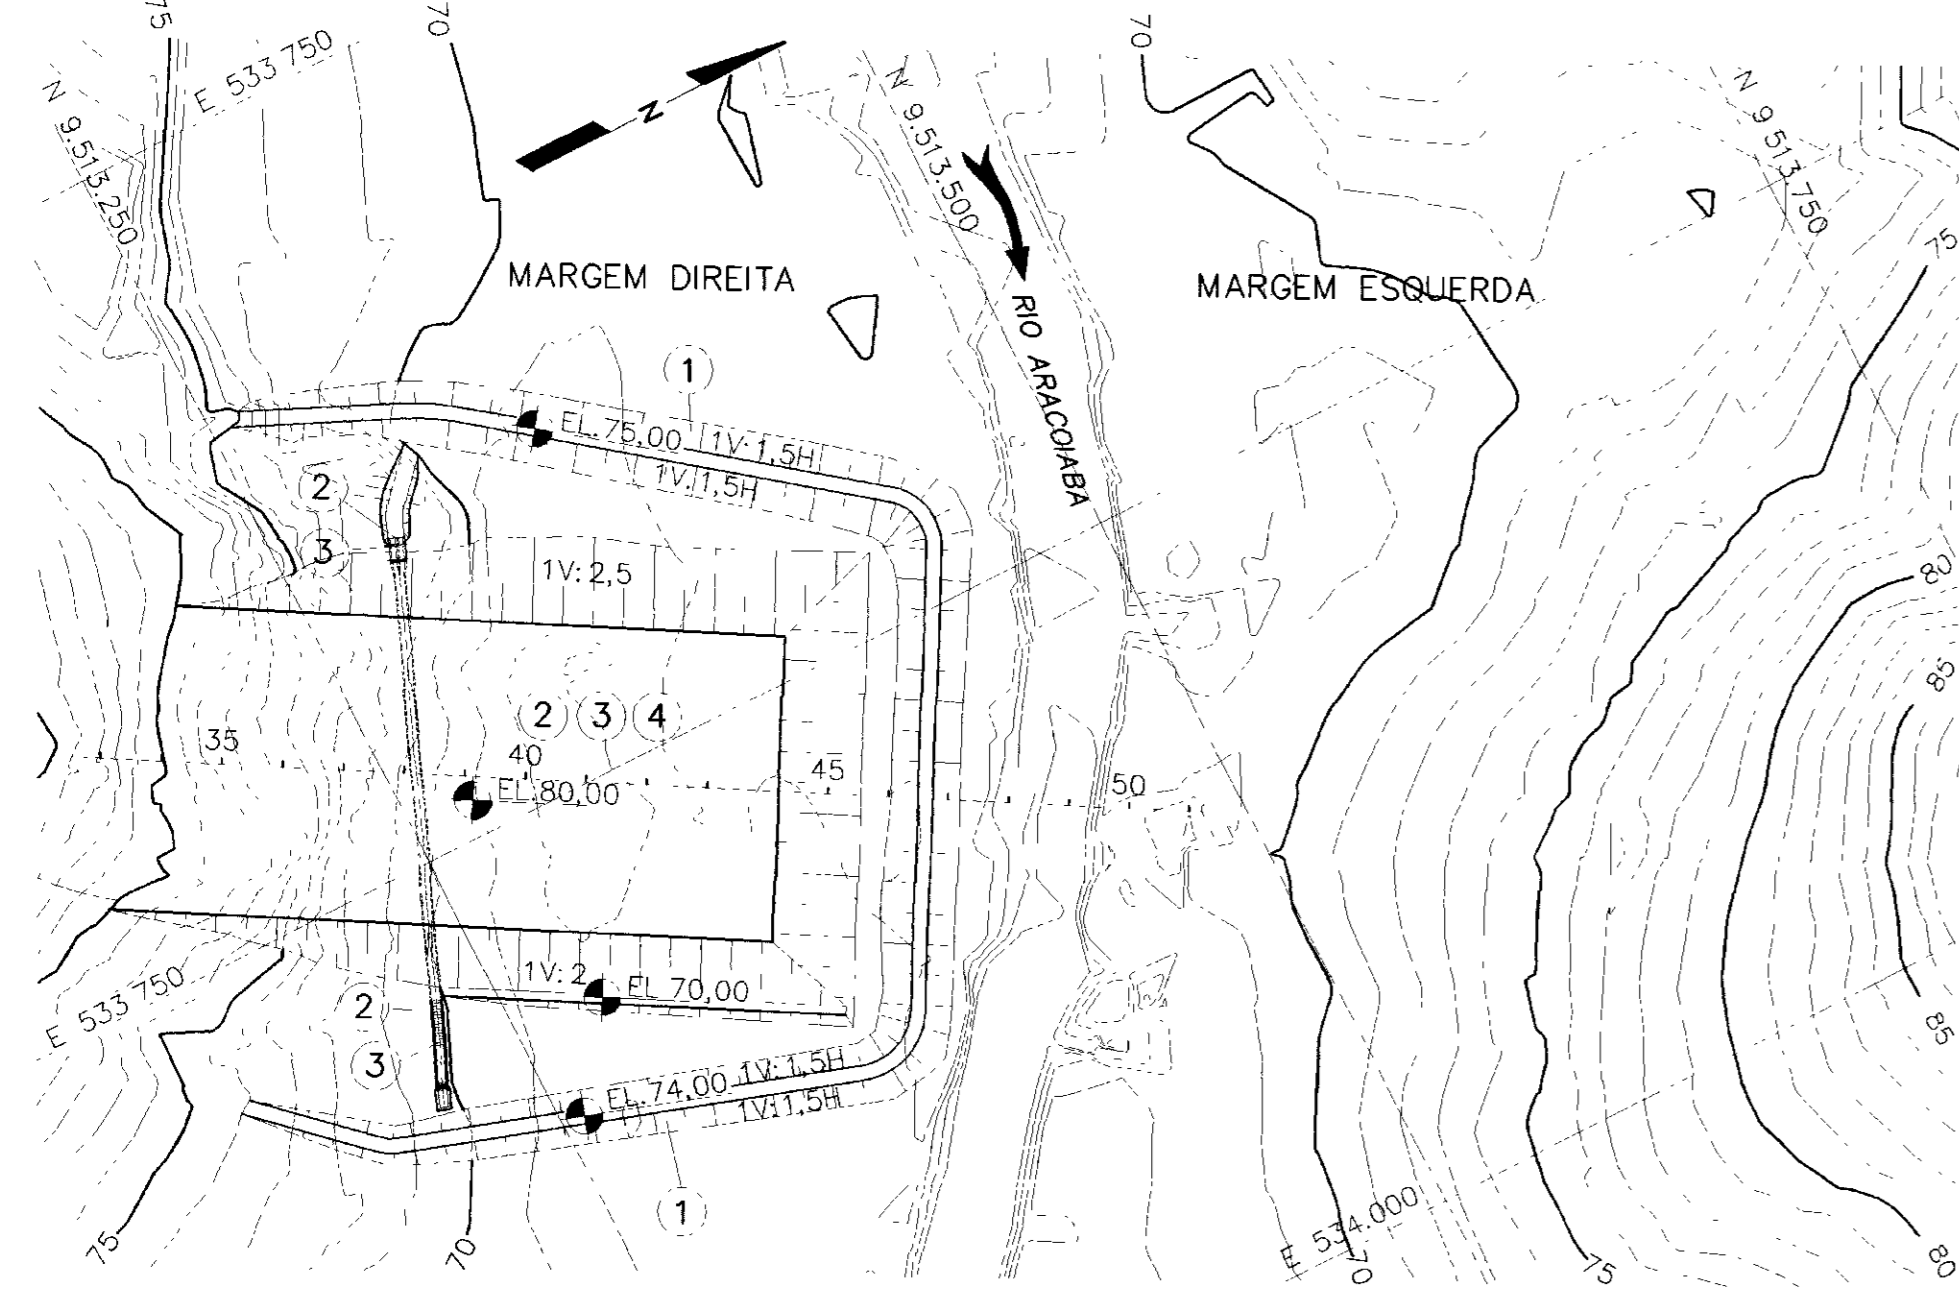 75
70
70
E 533 750
N 9.513.250
N
N 9.513.500
N 9 513.750
75
MARGEM DIREITA
MARGEM ESQUERDA
RIO ARACOIABA
1
EL.75,00
1V:1,5H
1V:1,5H
2
3
1V:2,5
80
85
2 3 4
35
40
45
50
EL.80,00
1V:2
EL 70,00
2
3
E 533 750
EL.74,00
1V:1,5H
1V:1,5H
85
1
E 534.000
75
70
70
75
80